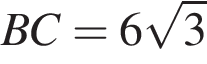 BC = 6√3